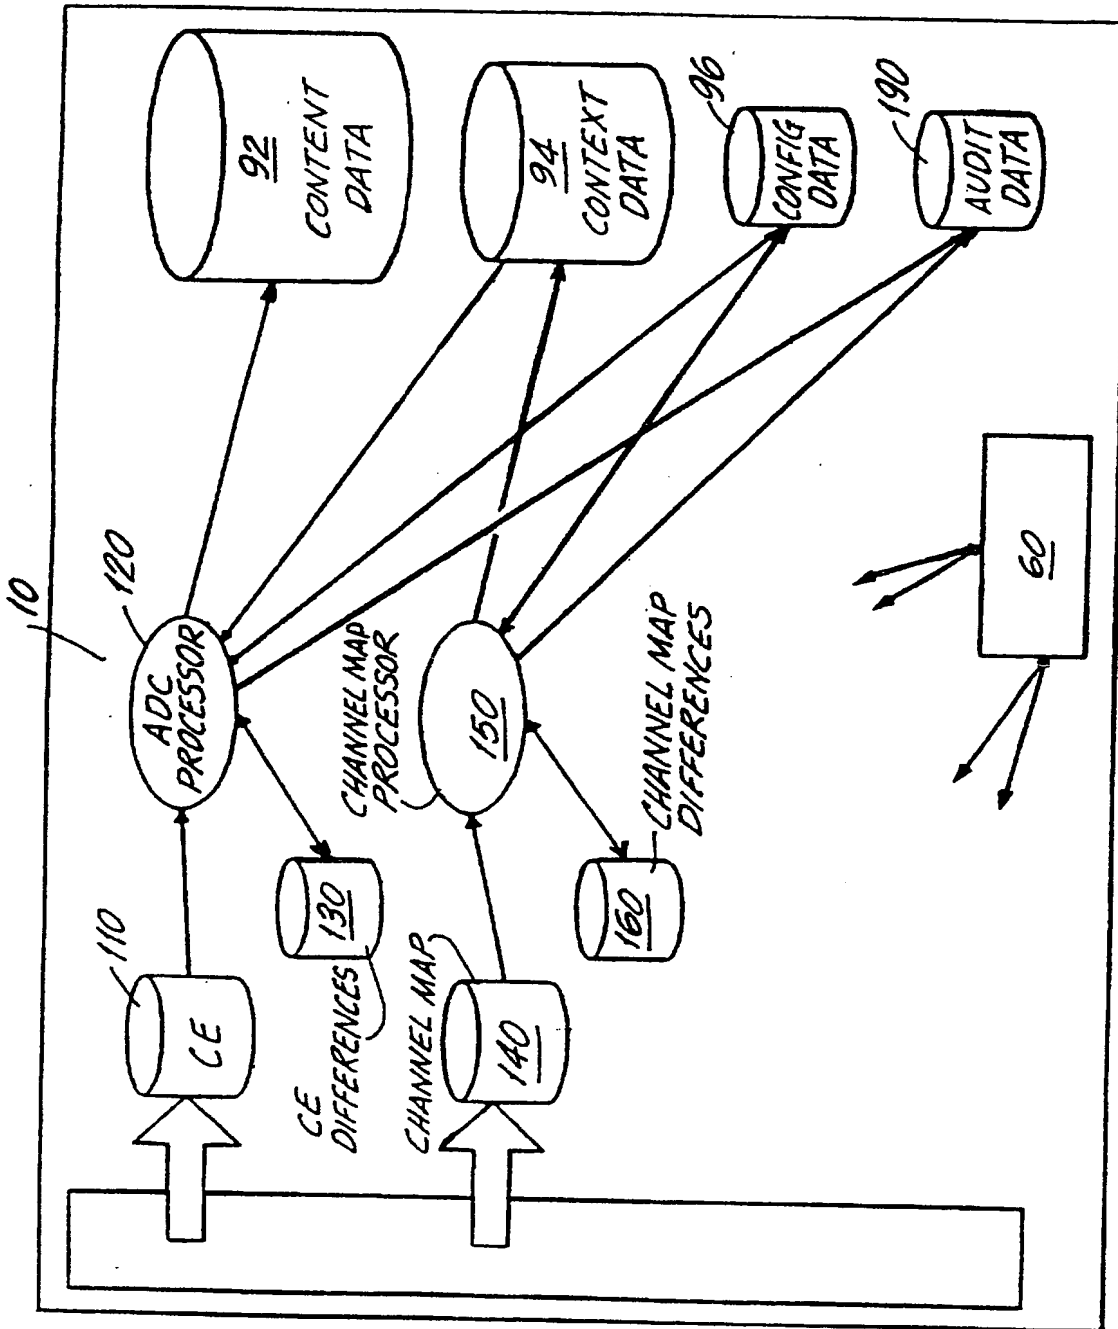 10
110
CE
120
ADC
PROCESSOR
92
CONTENT
DATA
CE
DIFFERENCES
130
CHANNEL MAP
PROCESSOR
94
CONTEXT
DATA
CHANNEL MAP
140
150
96
CONFIG
DATA
160
CHANNEL MAP
DIFFERENCES
190
AUDIT
DATA
60